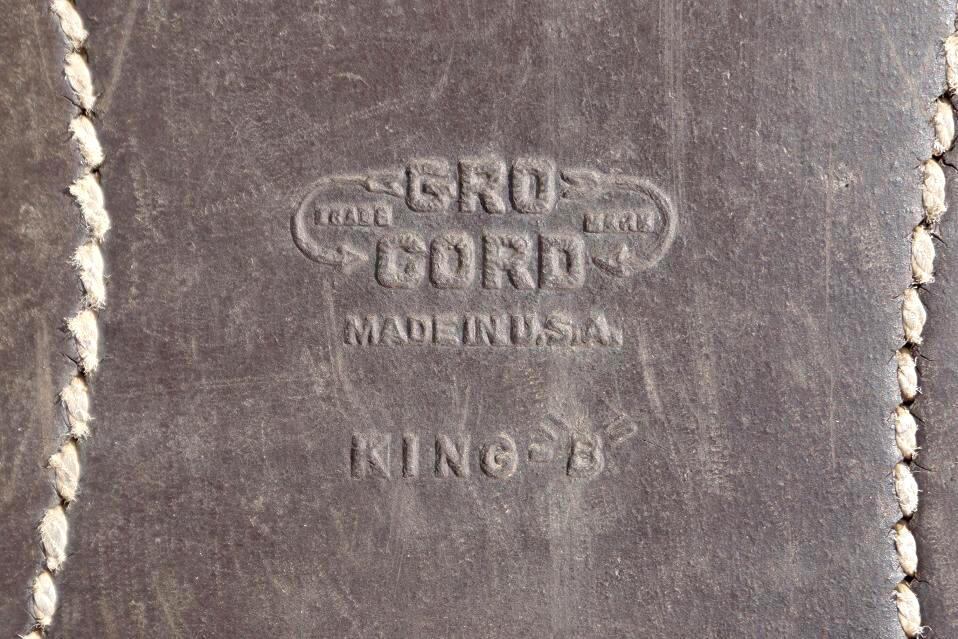 GRO
TRADE MARK
CORD
MADE IN U.S.A.
KING "B"